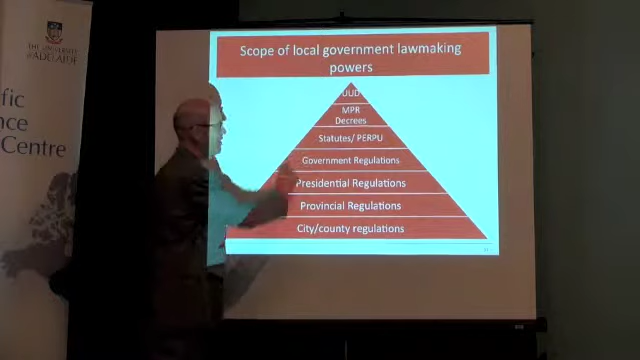 THE UNIVERSITY
of ADELAIDE
fic
nce
Centre
Scope of local government lawmaking
powers
UUD
MPR
Decrees
Statutes/ PERPU
Government Regulations
Presidential Regulations
Provincial Regulations
City/county regulations